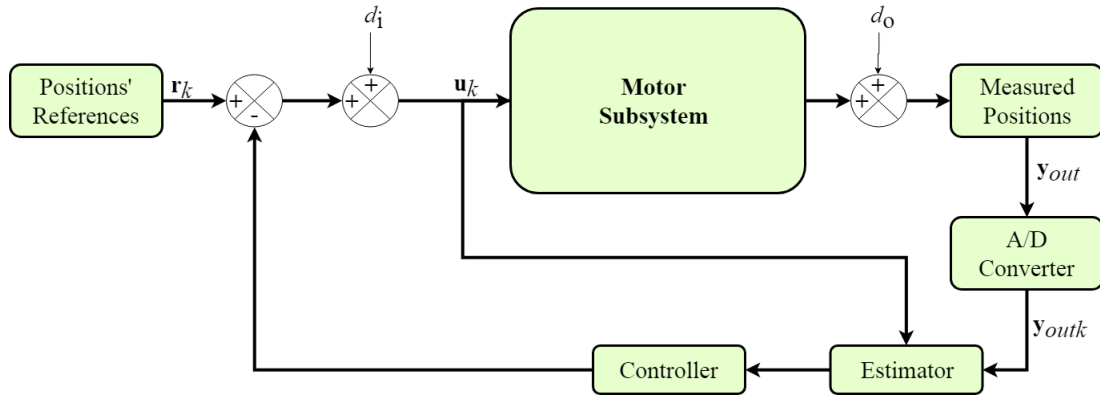 d_i
d_o
Positions'
References
r_k
+
-
+
+
u_k
Motor
Subsystem
+
+
Measured
Positions
y_out
A/D
Converter
y_outk
Controller
Estimator